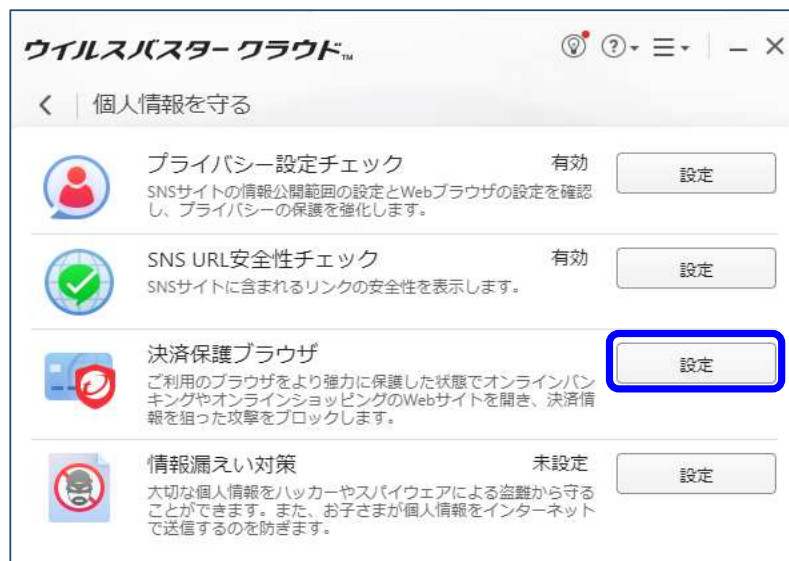 ウイルスバスター クラウド™
個人情報を守る
プライバシー設定チェック 有効 設定
SNSサイトの情報公開範囲の設定とWebブラウザの設定を確認
し、プライバシーの保護を強化します。
SNS URL安全性チェック 有効 設定
SNSサイトに含まれるリンクの安全性を表示します。
決済保護ブラウザ 設定
ご利用のブラウザをより強力に保護した状態でオンラインバン
キングやオンラインショッピングのWebサイトを開き、決済情
報を狙った攻撃をブロックします。
情報漏えい対策 未設定 設定
大切な個人情報をハッカーやスパイウェアによる盗難から守る
ことができます。また、お子さまが個人情報をインターネット
で送信するのを防ぎます。